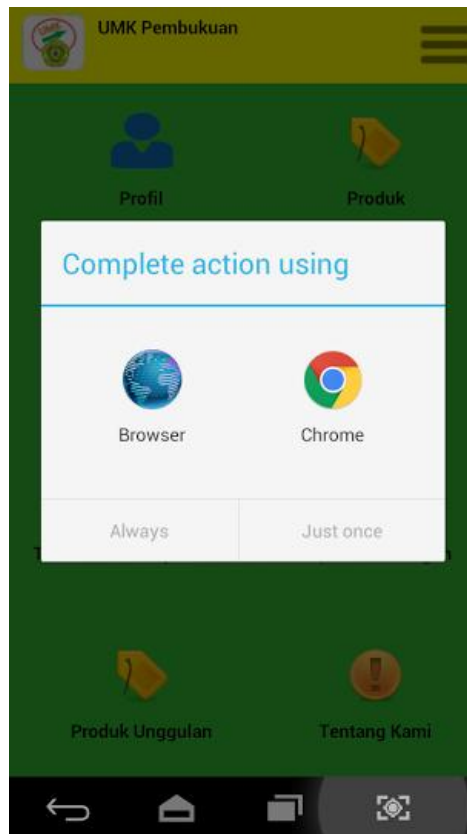 UMK Pembukuan
Profil
Produk
Complete action using
Browser
Chrome
Always
Just once
Produk Unggulan
Tentang Kami